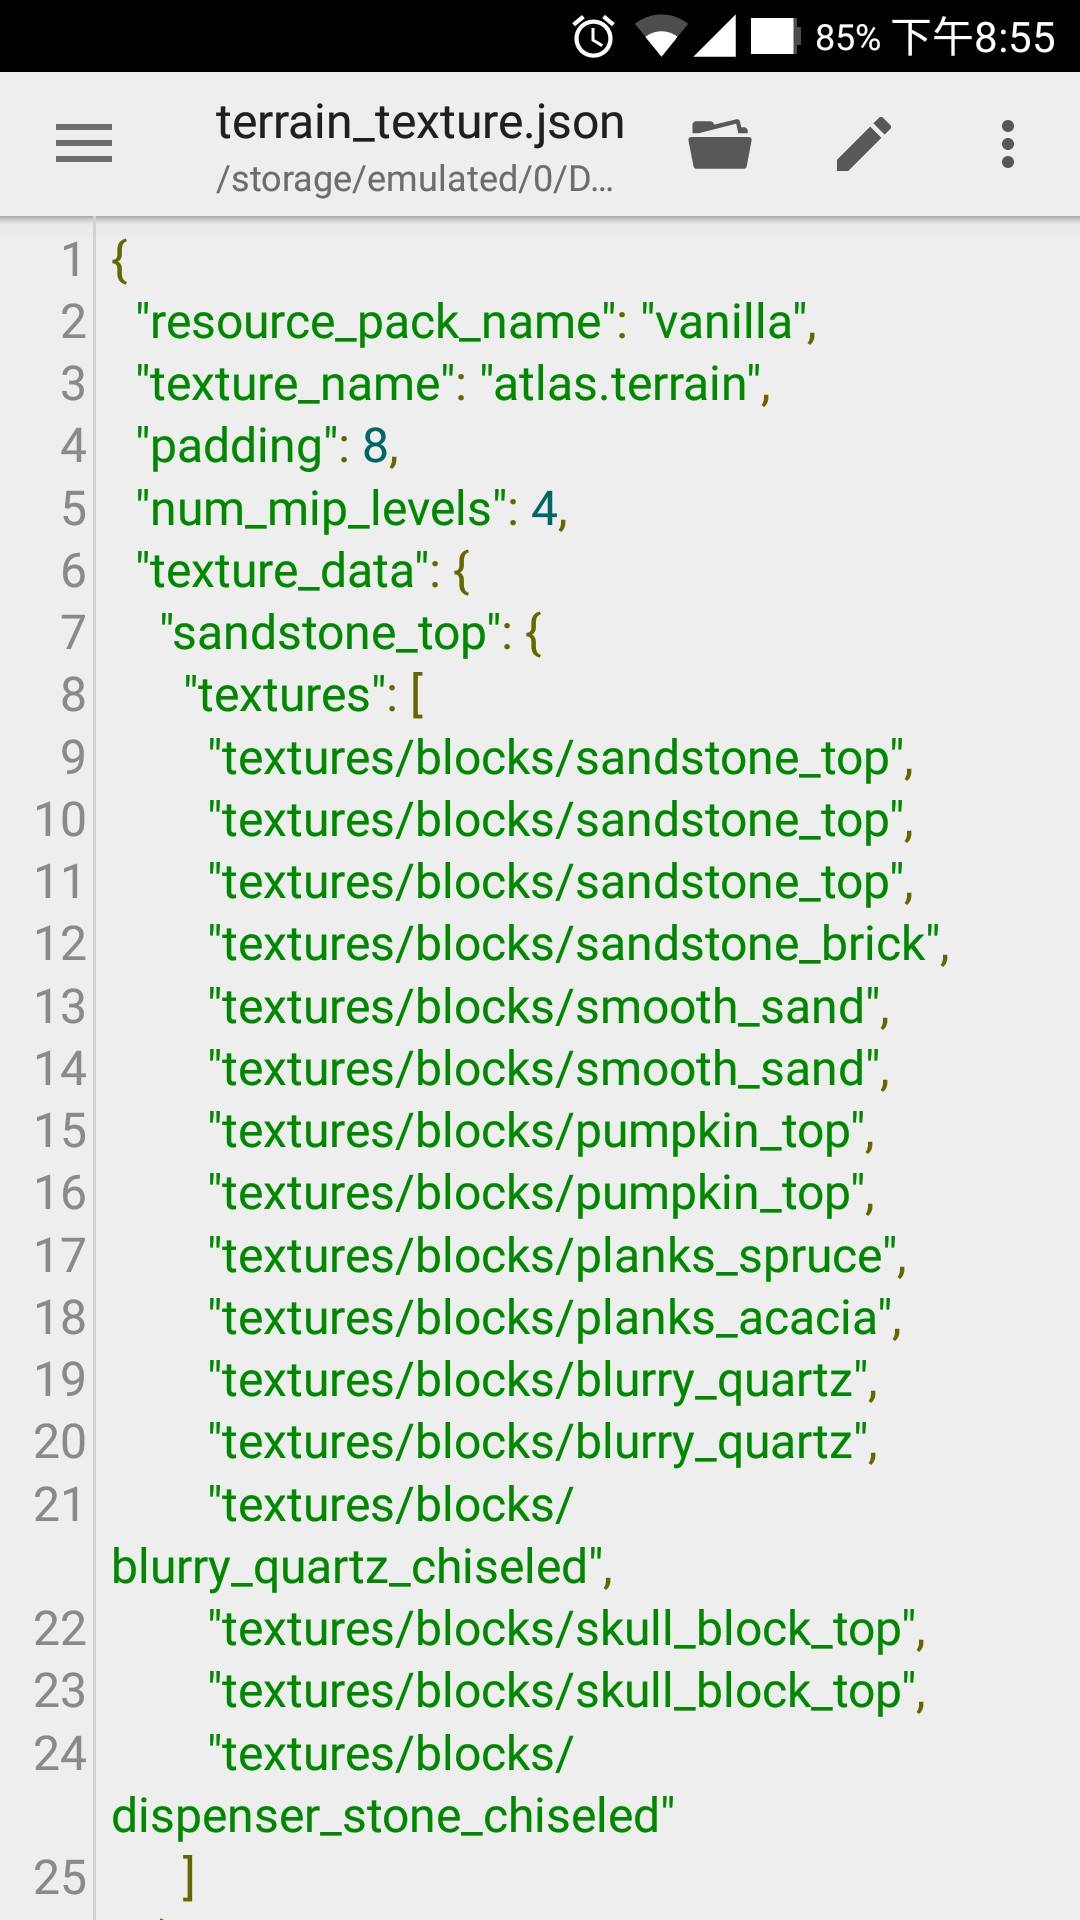 85% 下午8:55
terrain_texture.json
/storage/emulated/0/D...
1 {
2 "resource_pack_name": "vanilla",
3 "texture_name": "atlas.terrain",
4 "padding": 8,
5 "num_mip_levels": 4,
6 "texture_data": {
7 "sandstone_top": {
8 "textures": [
9 "textures/blocks/sandstone_top",
10 "textures/blocks/sandstone_top",
11 "textures/blocks/sandstone_top",
12 "textures/blocks/sandstone_brick",
13 "textures/blocks/smooth_sand",
14 "textures/blocks/smooth_sand",
15 "textures/blocks/pumpkin_top",
16 "textures/blocks/pumpkin_top",
17 "textures/blocks/planks_spruce",
18 "textures/blocks/planks_acacia",
19 "textures/blocks/blurry_quartz",
20 "textures/blocks/blurry_quartz",
21 "textures/blocks/
blurry_quartz_chiseled",
22 "textures/blocks/skull_block_top",
23 "textures/blocks/skull_block_top",
24 "textures/blocks/
dispenser_stone_chiseled"
25 ]